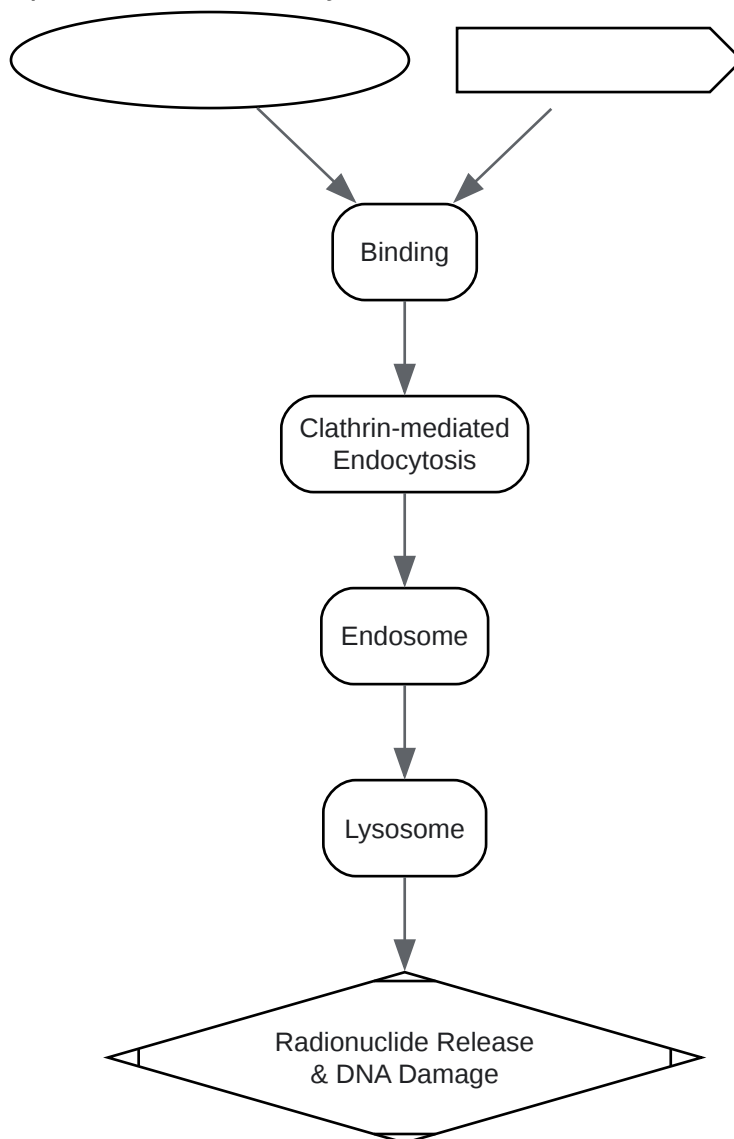 Binding
Clathrin-mediated
Endocytosis
Endosome
Lysosome
Radionuclide Release
& DNA Damage